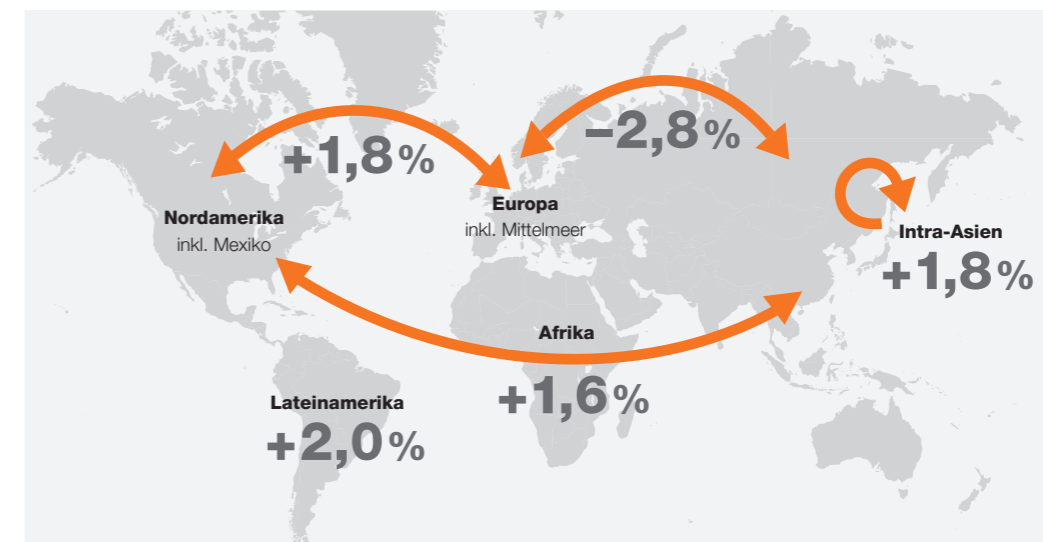 +1,8 %
−2,8 %
Nordamerika
inkl. Mexiko
Europa
inkl. Mittelmeer
Intra-Asien
+1,8 %
Afrika
+1,6 %
Lateinamerika
+2,0 %